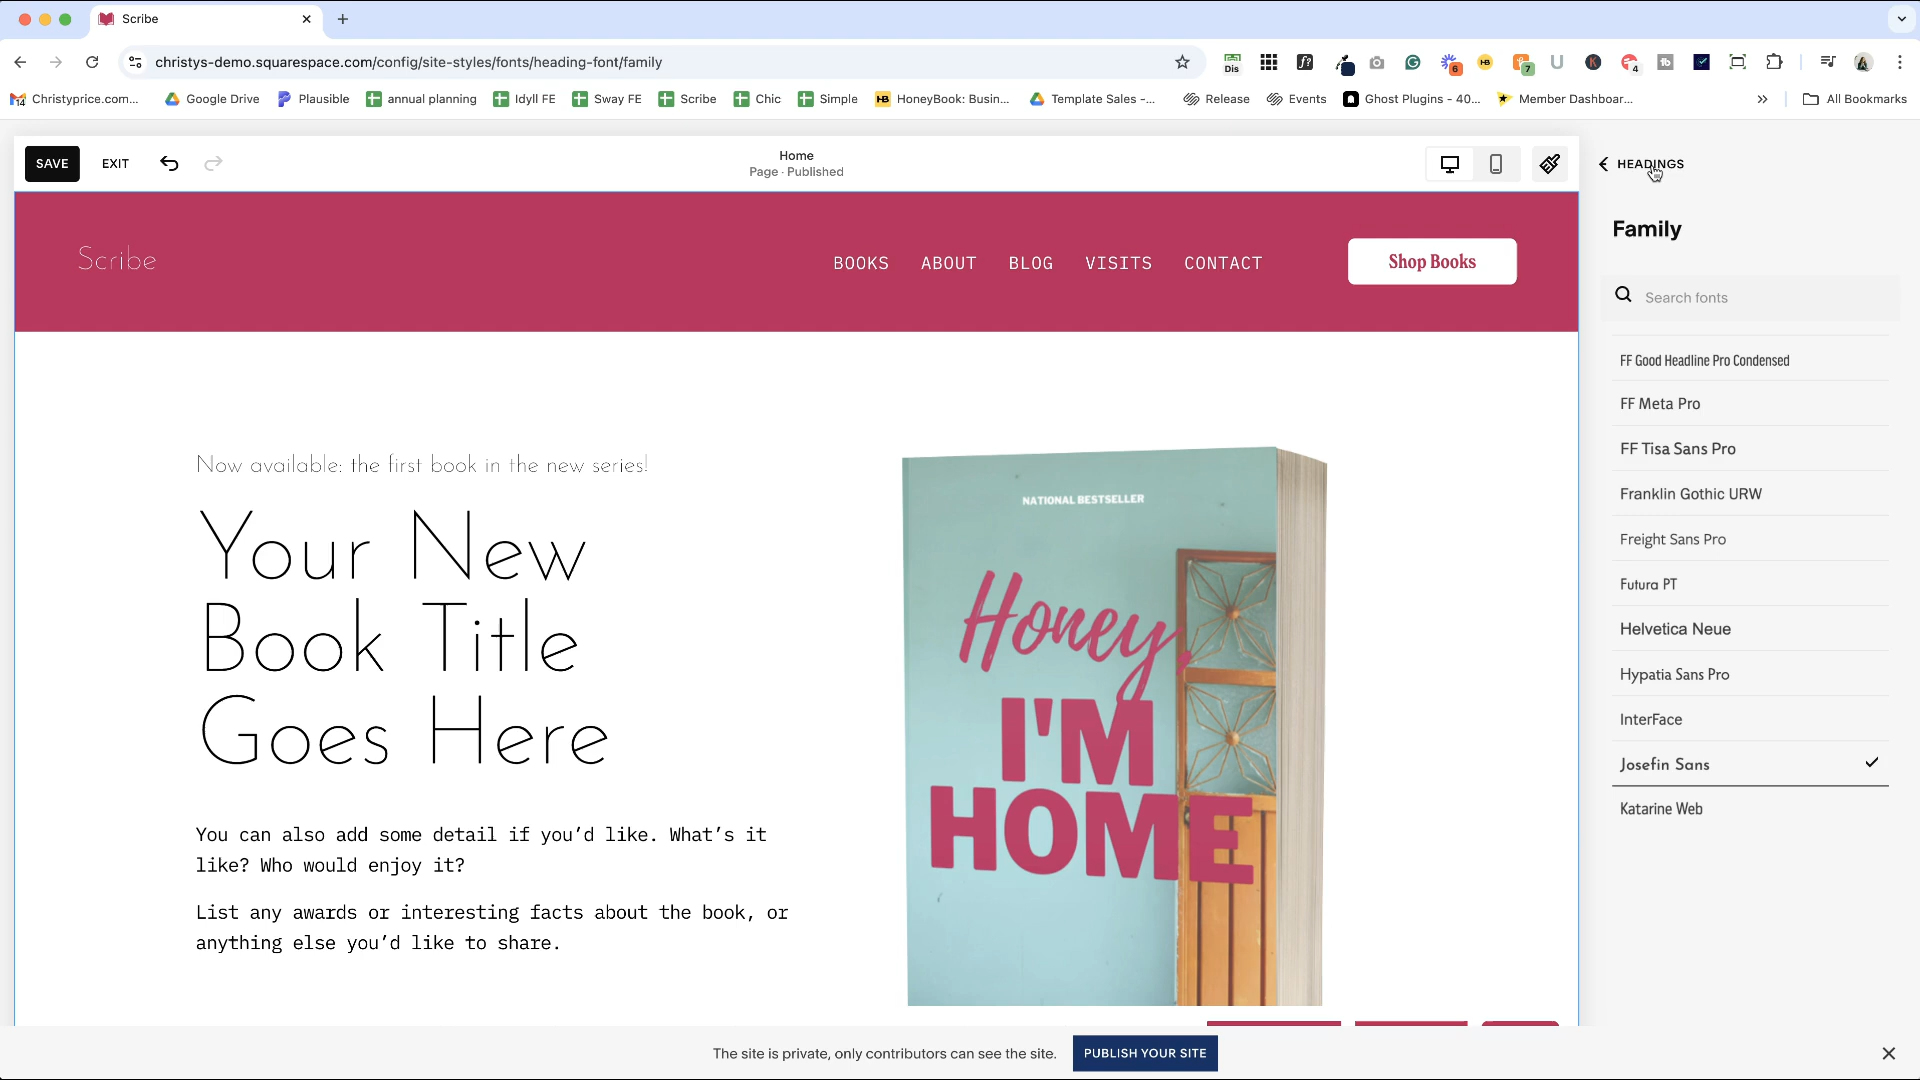 Scribe
christys-demo.squarespace.com/config/site-styles/fonts/heading-font/family
Dis
f?
6
HB
7
U
K
4
14 Christyprice.com...
Google Drive
Plausible
annual planning
Idyll FE
Sway FE
Scribe
Chic
Simple
HB HoneyBook: Busin...
Template Sales -...
Release
Events
Ghost Plugins - 40...
Member Dashboar...
All Bookmarks
SAVE
EXIT
Home
Page · Published
HEADINGS
Family
Search fonts
FF Good Headline Pro Condensed
FF Meta Pro
FF Tisa Sans Pro
Franklin Gothic URW
Freight Sans Pro
Futura PT
Helvetica Neue
Hypatia Sans Pro
InterFace
Josefin Sans
Katarine Web
Scribe
BOOKS
ABOUT
BLOG
VISITS
CONTACT
Shop Books
Now available: the first book in the new series!
Your New
Book Title
Goes Here
You can also add some detail if you’d like. What’s it
like? Who would enjoy it?
List any awards or interesting facts about the book, or
anything else you’d like to share.
NATIONAL BESTSELLER
Honey,
I'M
HOME
The site is private, only contributors can see the site.
PUBLISH YOUR SITE